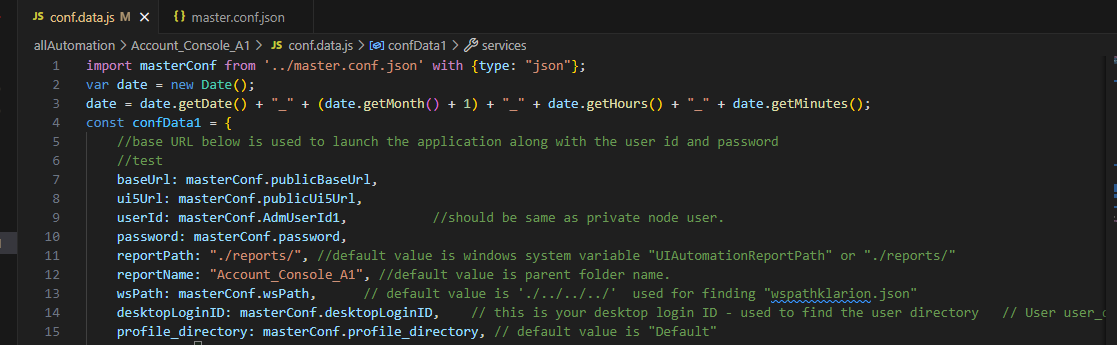 JS conf.data.js M ×
{} master.conf.json
allAutomation > Account_Console_A1 > JS conf.data.js > confData1 > services
1 import masterConf from '../master.conf.json' with {type: "json"};
2 var date = new Date();
3 date = date.getDate() + "_" + (date.getMonth() + 1) + "_" + date.getHours() + "_" + date.getMinutes();
4 const confData1 = {
5 //base URL below is used to launch the application along with the user id and password
6 //test
7 baseUrl: masterConf.publicBaseUrl,
8 ui5Url: masterConf.publicUi5Url,
9 userId: masterConf.AdmUserId1, //should be same as private node user.
10 password: masterConf.password,
11 reportPath: "./reports/", //default value is windows system variable "UIAutomationReportPath" or "./reports/"
12 reportName: "Account_Console_A1", //default value is parent folder name.
13 wsPath: masterConf.wsPath, // default value is './../../../' used for finding "wspathklarion.json"
14 desktopLoginID: masterConf.desktopLoginID, // this is your desktop login ID - used to find the user directory // User user_
15 profile_directory: masterConf.profile_directory, // default value is "Default"